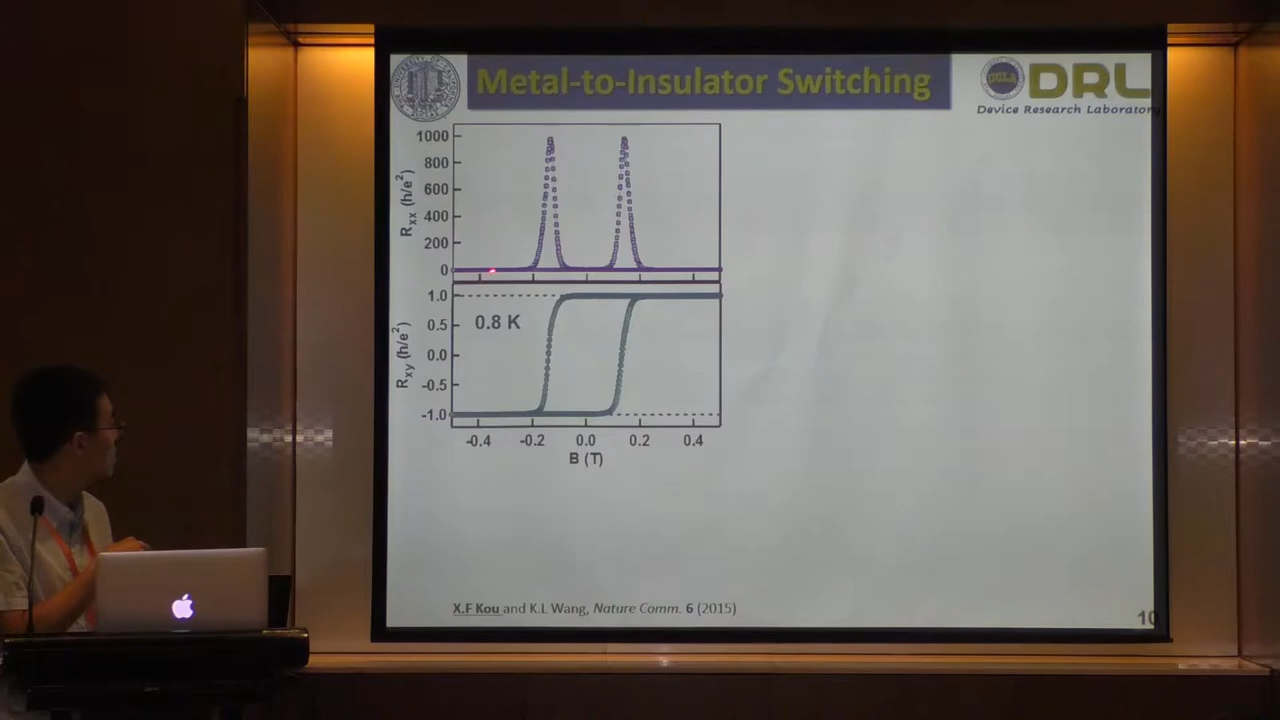 Metal-to-Insulator Switching
UCLA DRL
Device Research Laboratory
1000
800
600
400
200
0
Rxx (h/e²)
1.0
0.5
0.0
-0.5
-1.0
Rxy (h/e²)
0.8 K
-0.4 -0.2 0.0 0.2 0.4
B (T)
X.F Kou and K.L Wang, Nature Comm. 6 (2015)
10